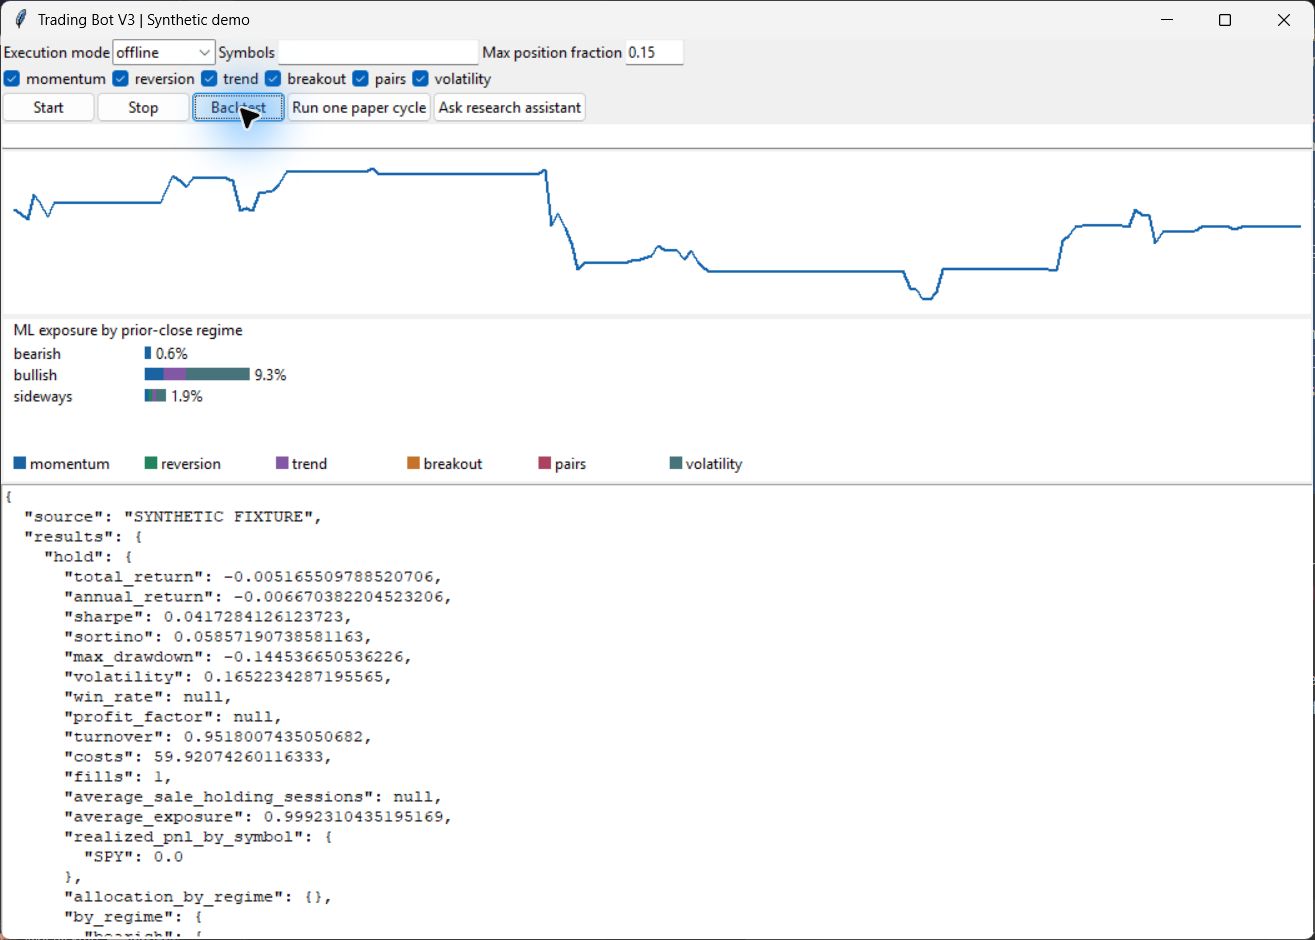 Trading Bot V3 | Synthetic demo
Execution mode offline Symbols Max position fraction 0.15
momentum reversion trend breakout pairs volatility
Start Stop Backtest Run one paper cycle Ask research assistant
ML exposure by prior-close regime
bearish 0.6%
bullish 9.3%
sideways 1.9%
momentum reversion trend breakout pairs volatility
{
"source": "SYNTHETIC FIXTURE",
"results": {
"hold": {
"total_return": -0.005165509788520706,
"annual_return": -0.006670382204523206,
"sharpe": 0.0417284126123723,
"sortino": 0.05857190738581163,
"max_drawdown": -0.144536650536226,
"volatility": 0.1652234287195565,
"win_rate": null,
"profit_factor": null,
"turnover": 0.9518007435050682,
"costs": 59.92074260116333,
"fills": 1,
"average_sale_holding_sessions": null,
"average_exposure": 0.9992310435195169,
"realized_pnl_by_symbol": {
"SPY": 0.0
},
"allocation_by_regime": {},
"by_regime": {
"bearish": {